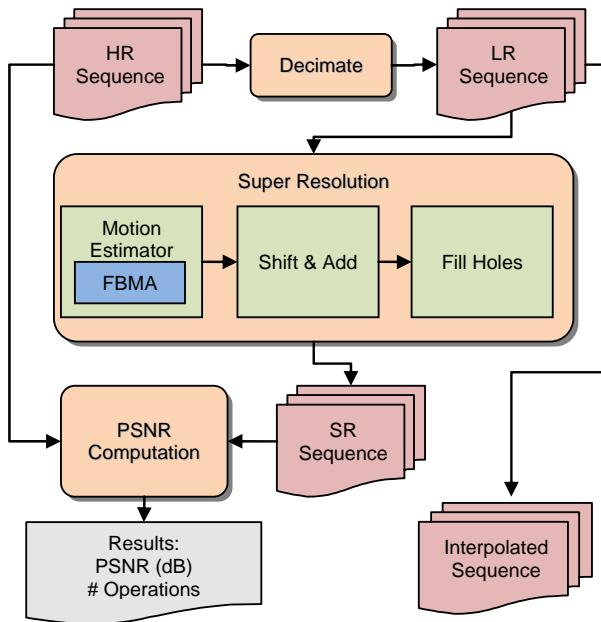 HR
Sequence
Decimate
LR
Sequence
Super Resolution
Motion
Estimator
FBMA
Shift & Add
Fill Holes
PSNR
Computation
SR
Sequence
Results:
PSNR (dB)
# Operations
Interpolated
Sequence